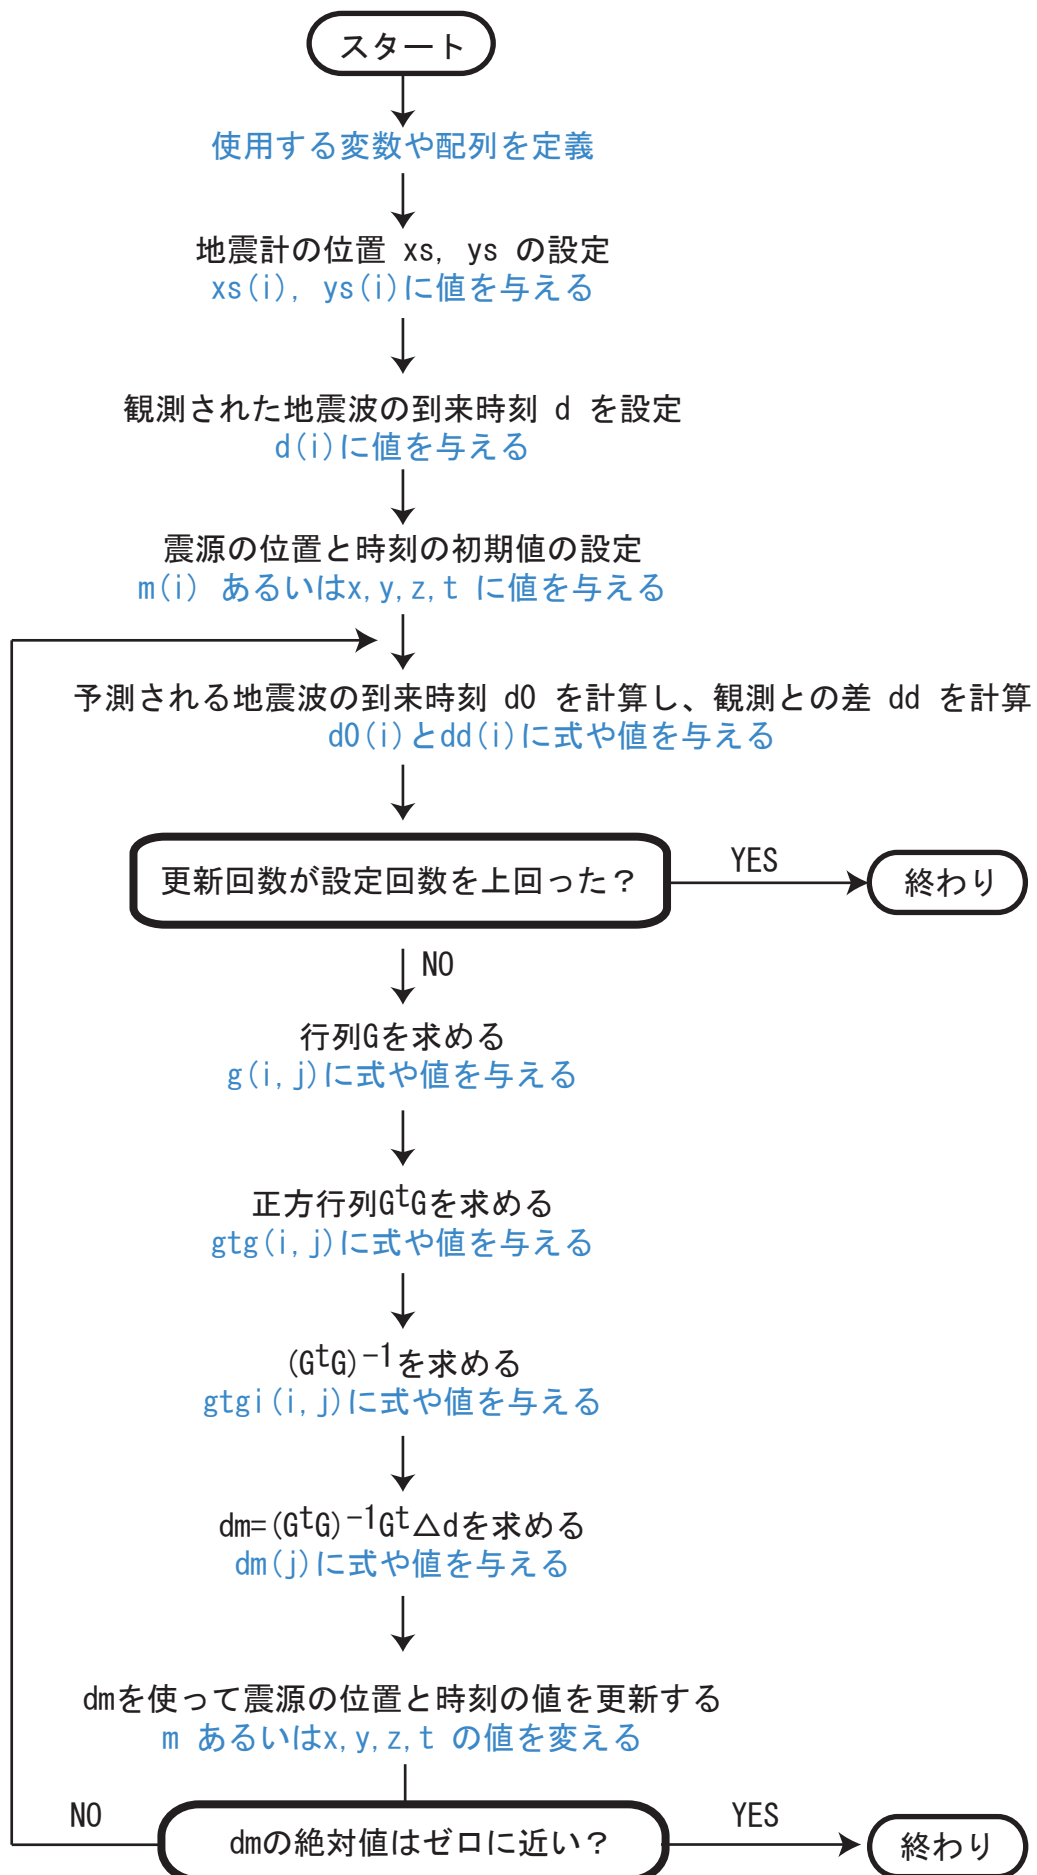 スタート
使用する変数や配列を定義
地震計の位置 xs, ys の設定
xs(i), ys(i)に値を与える
観測された地震波の到来時刻 d を設定
d(i)に値を与える
震源の位置と時刻の初期値の設定
m(i) あるいはx,y,z,t に値を与える
予測される地震波の到来時刻 d0 を計算し、観測との差 dd を計算
d0(i)とdd(i)に式や値を与える
更新回数が設定回数を上回った？
YES
終わり
NO
行列Gを求める
g(i,j)に式や値を与える
正方行列GᵗGを求める
gtg(i,j)に式や値を与える
(GᵗG)⁻¹を求める
gtgi(i,j)に式や値を与える
dm=(GᵗG)⁻¹Gᵗ△dを求める
dm(j)に式や値を与える
dmを使って震源の位置と時刻の値を更新する
m あるいはx,y,z,t の値を変える
NO
dmの絶対値はゼロに近い？
YES
終わり